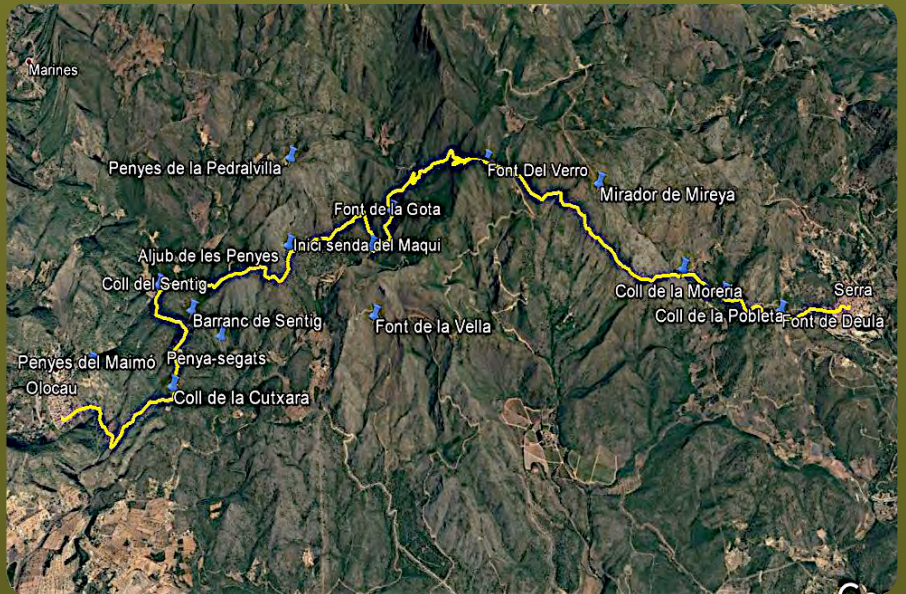 Marines
Penyes de la Pedralvilla
Font Del Verro
Mirador de Mireya
Font de la Gota
Inici senda del Maqui
Aljub de les Penyes
Coll del Sentig
Coll de la Morería
Serra
Barranc de Sentig
Coll de la Pobleta
Font de Deula
Font de la Vella
Penyes del Maimó
Penya-segats
Olocau
Coll de la Cutxara